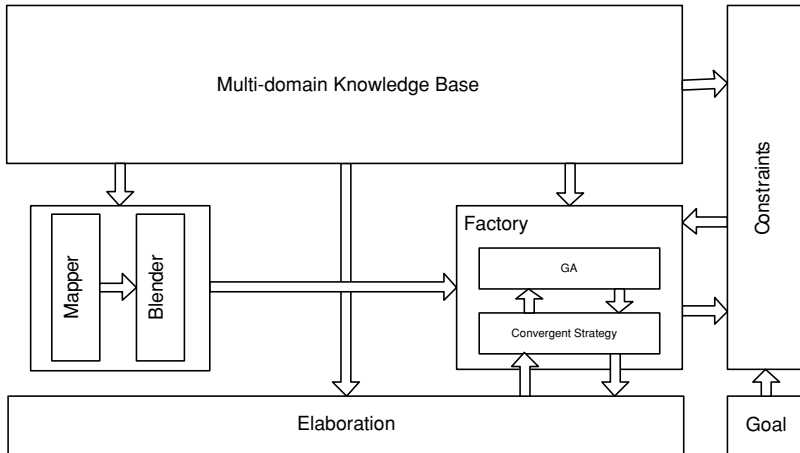 Multi-domain Knowledge Base
Constraints
Mapper
Blender
Factory
GA
Convergent Strategy
Elaboration
Goal